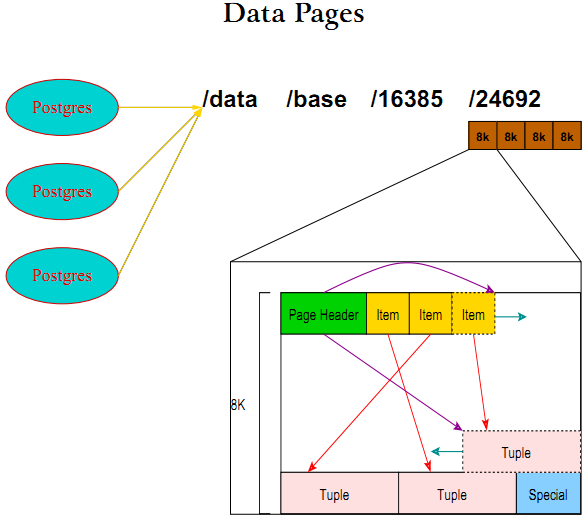 Data Pages
Postgres
Postgres
Postgres
/data /base /16385 /24692
8k 8k 8k 8k
Page Header Item Item Item
8K
Tuple
Tuple Tuple Special